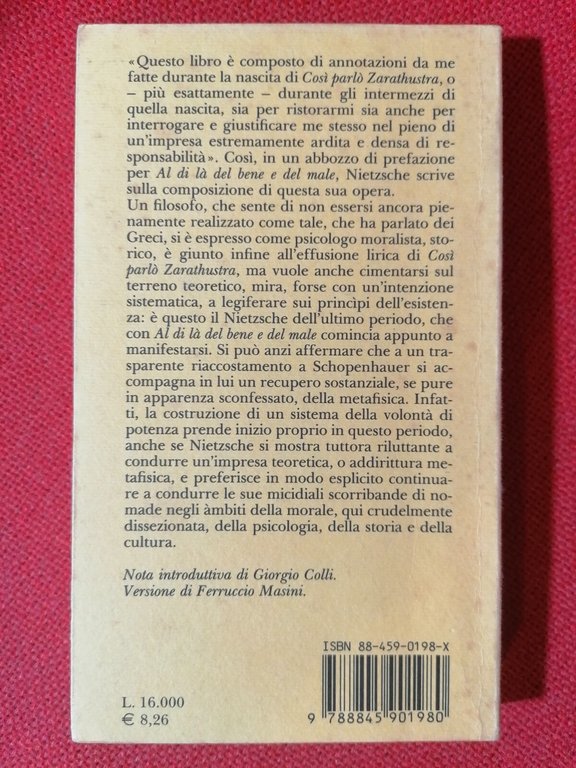 «Questo libro è composto di annotazioni da me
fatte durante la nascita di Così parlò Zarathustra, o
– più esattamente – durante gli intermezzi di
quella nascita, sia per ristorarmi sia anche per
interrogare e giustificare me stesso nel pieno di
un'impresa estremamente ardita e densa di re-
sponsabilità». Così, in un abbozzo di prefazione
per Al di là del bene e del male, Nietzsche scrive
sulla composizione di questa sua opera.
Un filosofo, che sente di non essersi ancora pie-
namente realizzato come tale, che ha parlato dei
Greci, si è espresso come psicologo moralista, sto-
rico, è giunto infine all'effusione lirica di Così
parlò Zarathustra, ma vuole anche cimentarsi sul
terreno teoretico, mira, forse con un'intenzione
sistematica, a legiferare sui princìpi dell'esisten-
za: è questo il Nietzsche dell'ultimo periodo, che
con Al di là del bene e del male comincia appunto a
manifestarsi. Si può anzi affermare che a un tra-
sparente riaccostamento a Schopenhauer si ac-
compagna in lui un recupero sostanziale, se pure
in apparenza sconfessato, della metafisica. Infat-
ti, la costruzione di un sistema della volontà di
potenza prende inizio proprio in questo periodo,
anche se Nietzsche si mostra tuttora riluttante a
condurre un'impresa teoretica, o addirittura me-
tafisica, e preferisce in modo esplicito continua-
re a condurre le sue micidiali scorribande di no-
made negli àmbiti della morale, qui crudelmente
dissezionata, della psicologia, della storia e della
cultura.
Nota introduttiva di Giorgio Colli.
Versione di Ferruccio Masini.
ISBN 88-459-0198-X
L. 16.000
€ 8,26
9 788845 901980